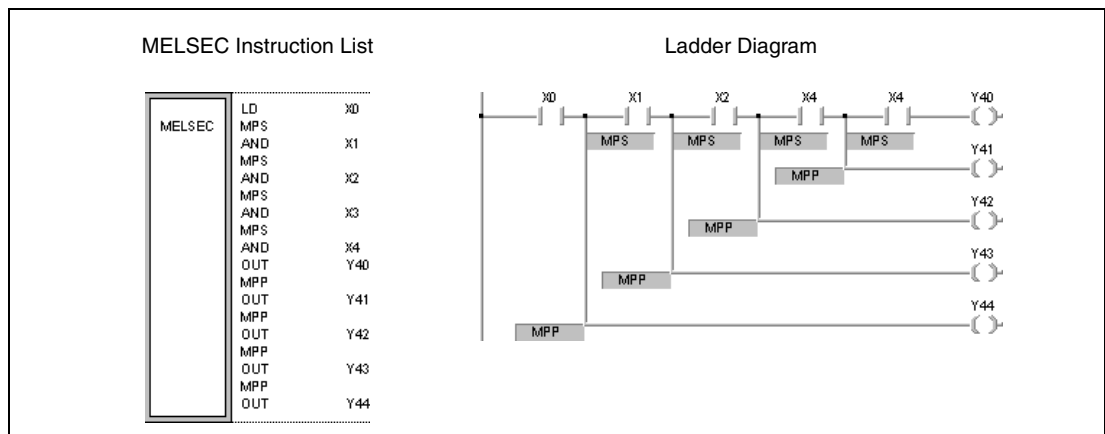 MELSEC Instruction List
Ladder Diagram
MELSEC
LD X0
MPS
AND X1
MPS
AND X2
MPS
AND X3
MPS
AND X4
OUT Y40
MPP
OUT Y41
MPP
OUT Y42
MPP
OUT Y43
MPP
OUT Y44
X0 X1 X2 X4 X4 Y40
MPS MPS MPS MPS
Y41
MPP
Y42
MPP
Y43
MPP
Y44
MPP